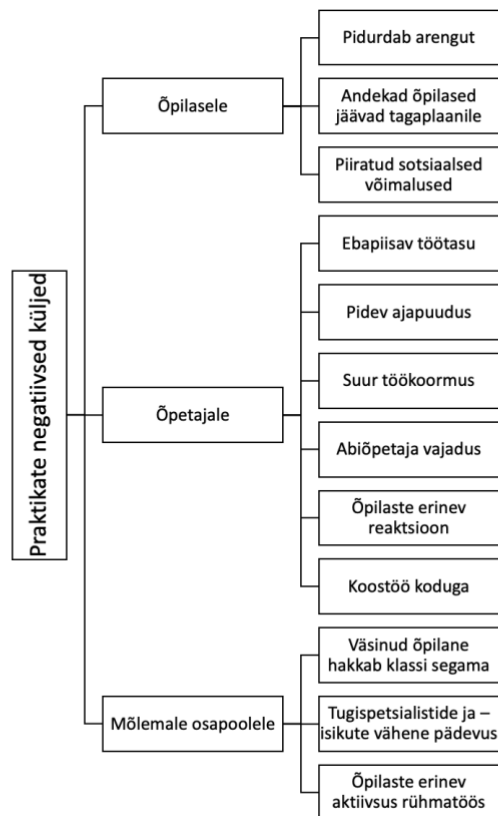 Praktikate negatiivsed küljed
Õpilasele
Pidurdab arengut
Andekad õpilased
jäävad tagaplaanile
Piiratud sotsiaalsed
võimalused
Õpetajale
Ebapiisav töötasu
Pidev ajapuudus
Suur töökoormus
Abiõpetaja vajadus
Õpilaste erinev
reaktsioon
Koostöö koduga
Mõlemale osapoolele
Väsinud õpilane
hakkab klassi segama
Tugispetsialistide ja –
isikute vähene pädevus
Õpilaste erinev
aktiivsus rühmatöös